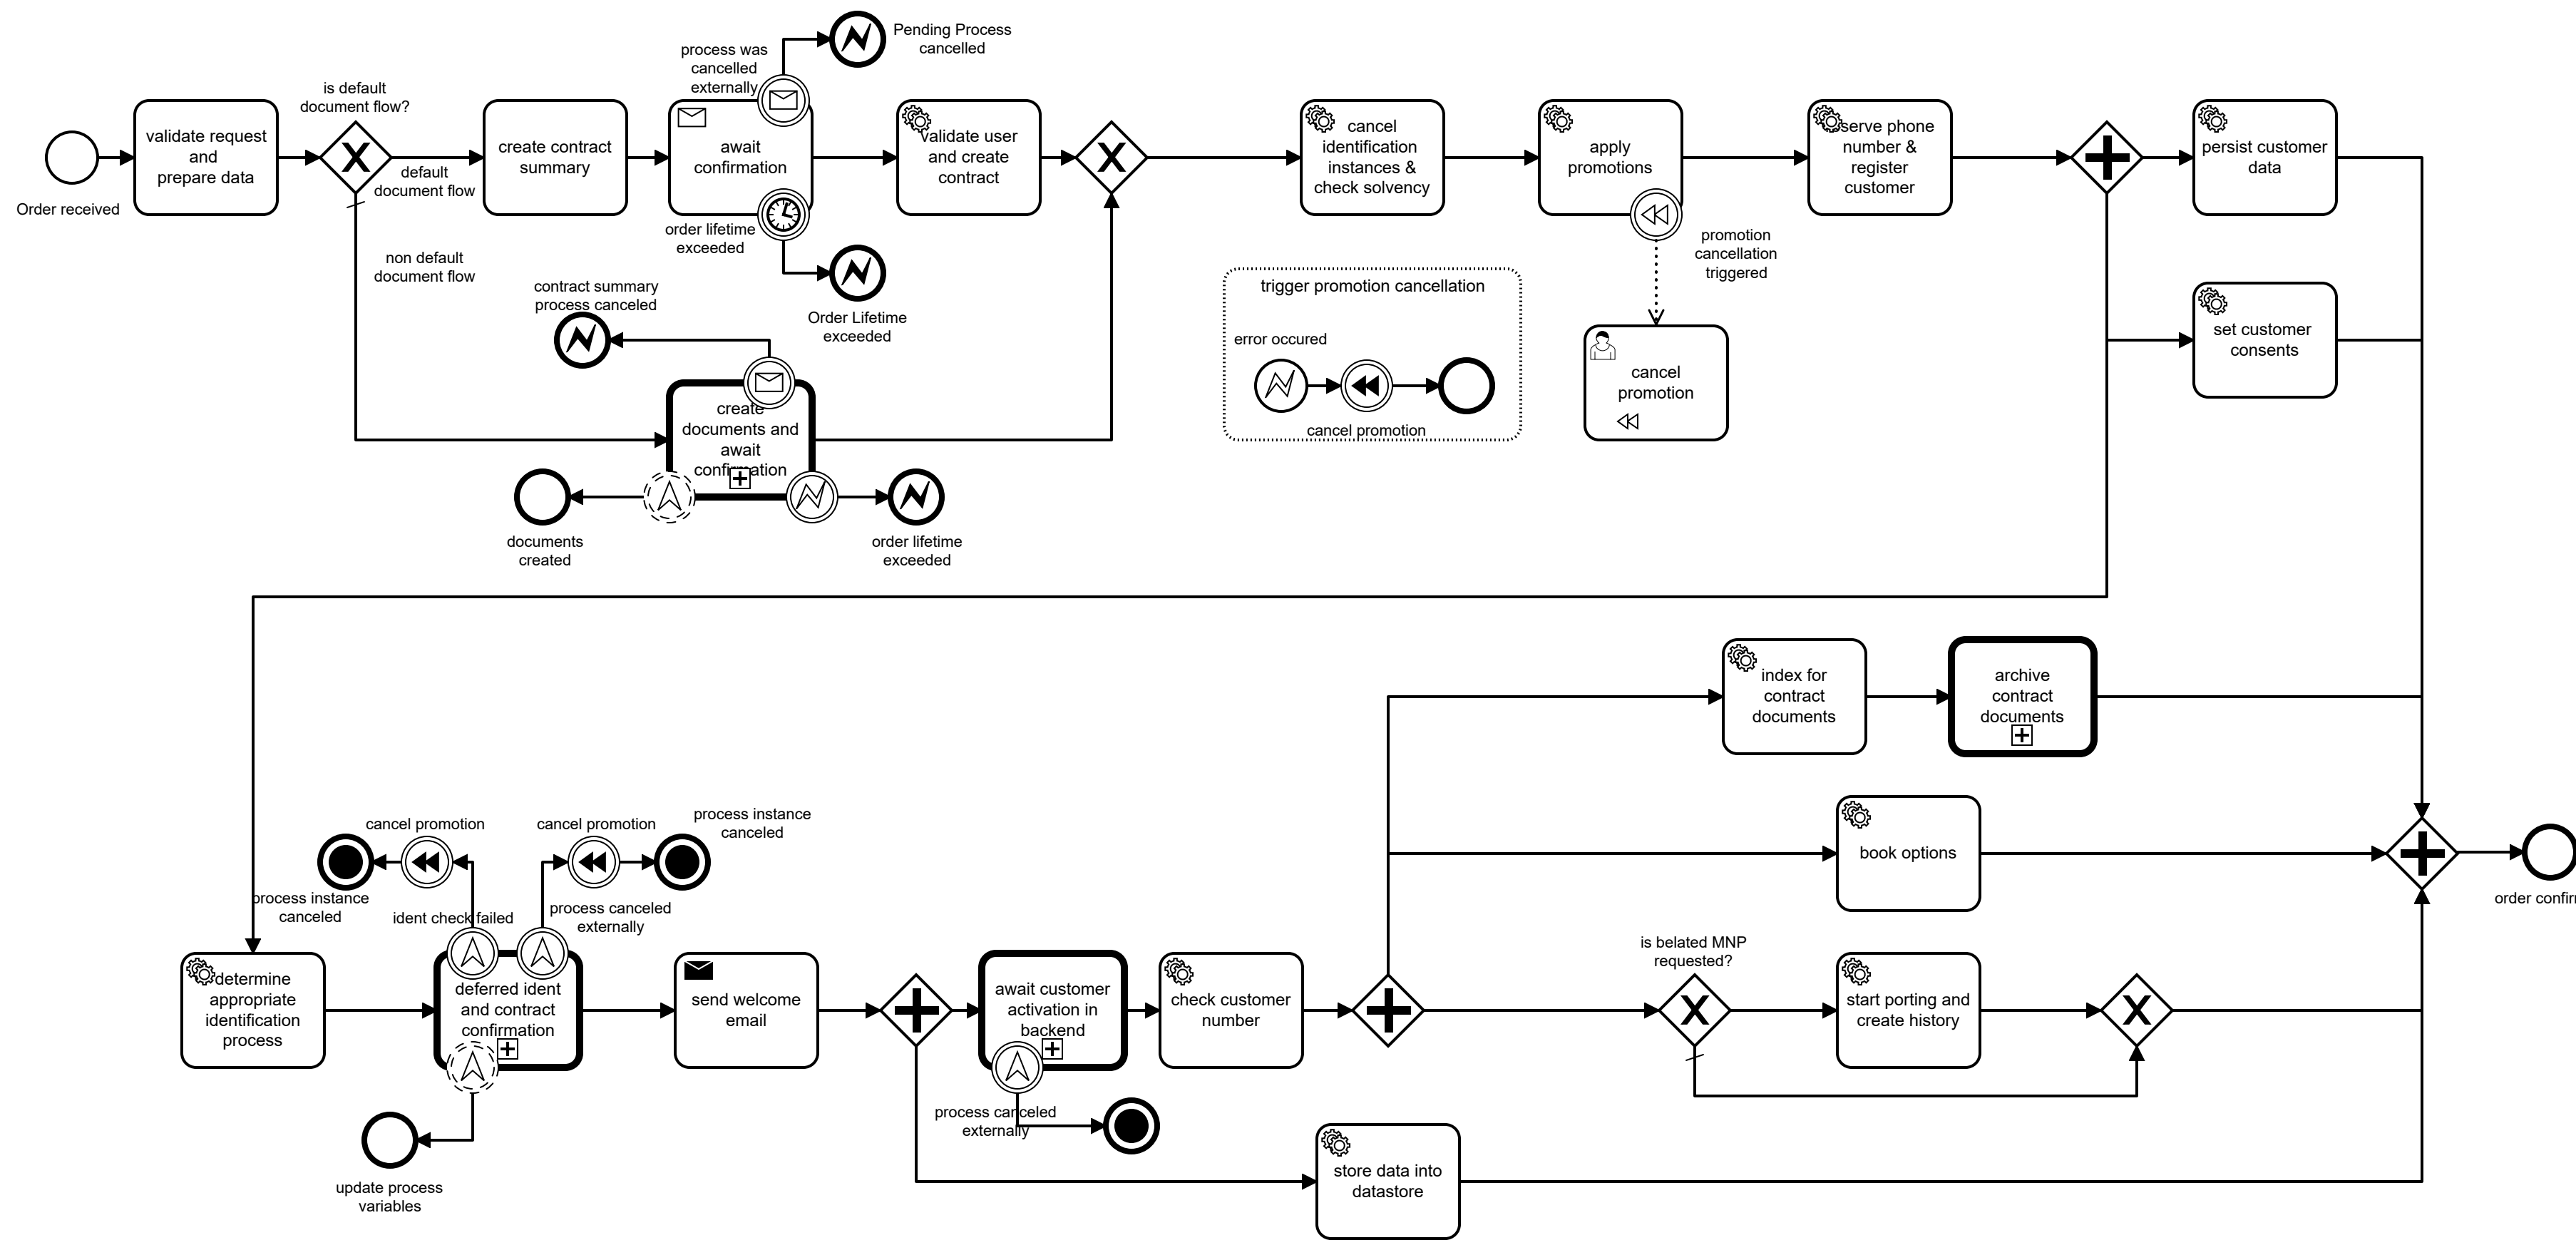 Pending Process
cancelled
process was
cancelled
externally
is default
document flow?
Order received
validate request
and
prepare data
default
document flow
non default
document flow
create contract
summary
await
confirmation
order lifetime
exceeded
Order Lifetime
exceeded
validate user
and create
contract
cancel
identification
instances &
check solvency
apply
promotions
promotion
cancellation
triggered
cancel
promotion
number &
register
customer
phone
persist customer
data
set customer
consents
contract summary
process canceled
create
documents and
await
confirmation
documents
created
order lifetime
exceeded
trigger promotion cancellation
error occured
cancel promotion
index for
contract
documents
archive
contract
documents
book options
cancel promotion
process instance
canceled
ident check failed
cancel promotion
process instance
canceled
process canceled
externally
determine
appropriate
identification
process
deferred ident
and contract
confirmation
update process
variables
send welcome
email
await customer
activation in
backend
process canceled
externally
check customer
number
is belated MNP
requested?
start porting and
create history
store data into
datastore
order